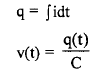 q = ∫idt
v(t) = q(t)/C